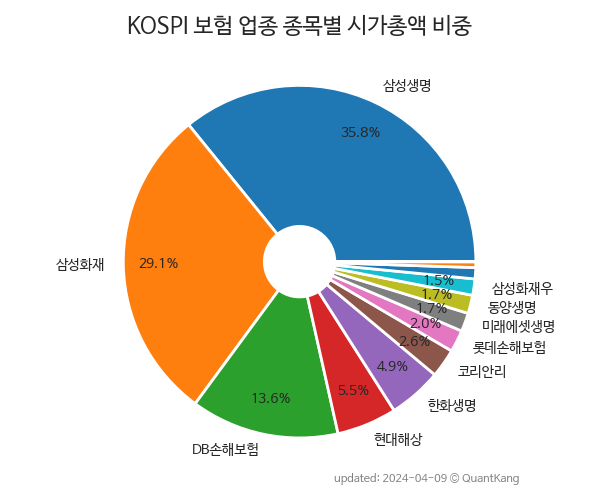 KOSPI 보험 업종 종목별 시가총액 비중
삼성생명
35.8%
삼성화재
29.1%
DB손해보험
13.6%
현대해상
5.5%
한화생명
4.9%
코리안리
2.6%
롯데손해보험
2.0%
미래에셋생명
1.7%
동양생명
1.7%
삼성화재우
1.5%
updated: 2024-04-09 © QuantKang